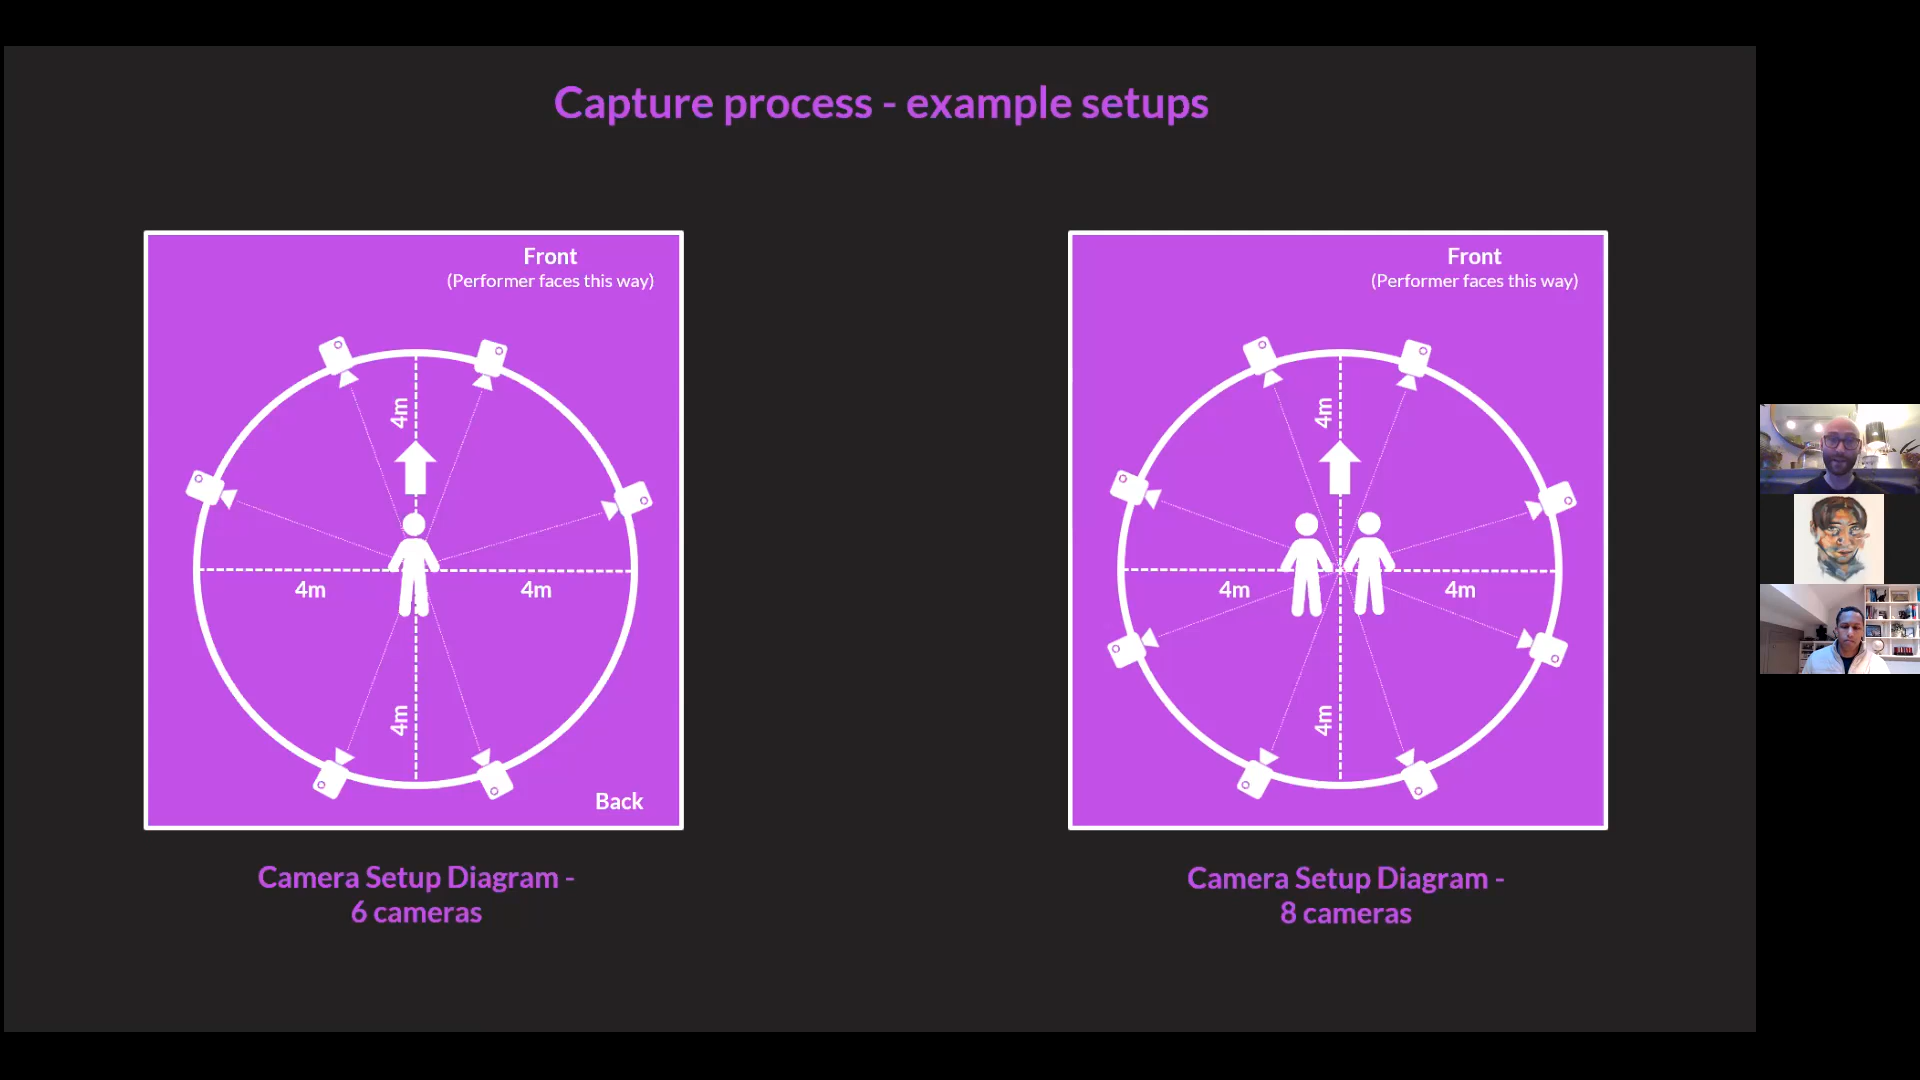 Capture process - example setups
Front
(Performer faces this way)
4m
4m
4m
4m
Back
Camera Setup Diagram -
6 cameras
Front
(Performer faces this way)
4m
4m
4m
4m
Camera Setup Diagram -
8 cameras